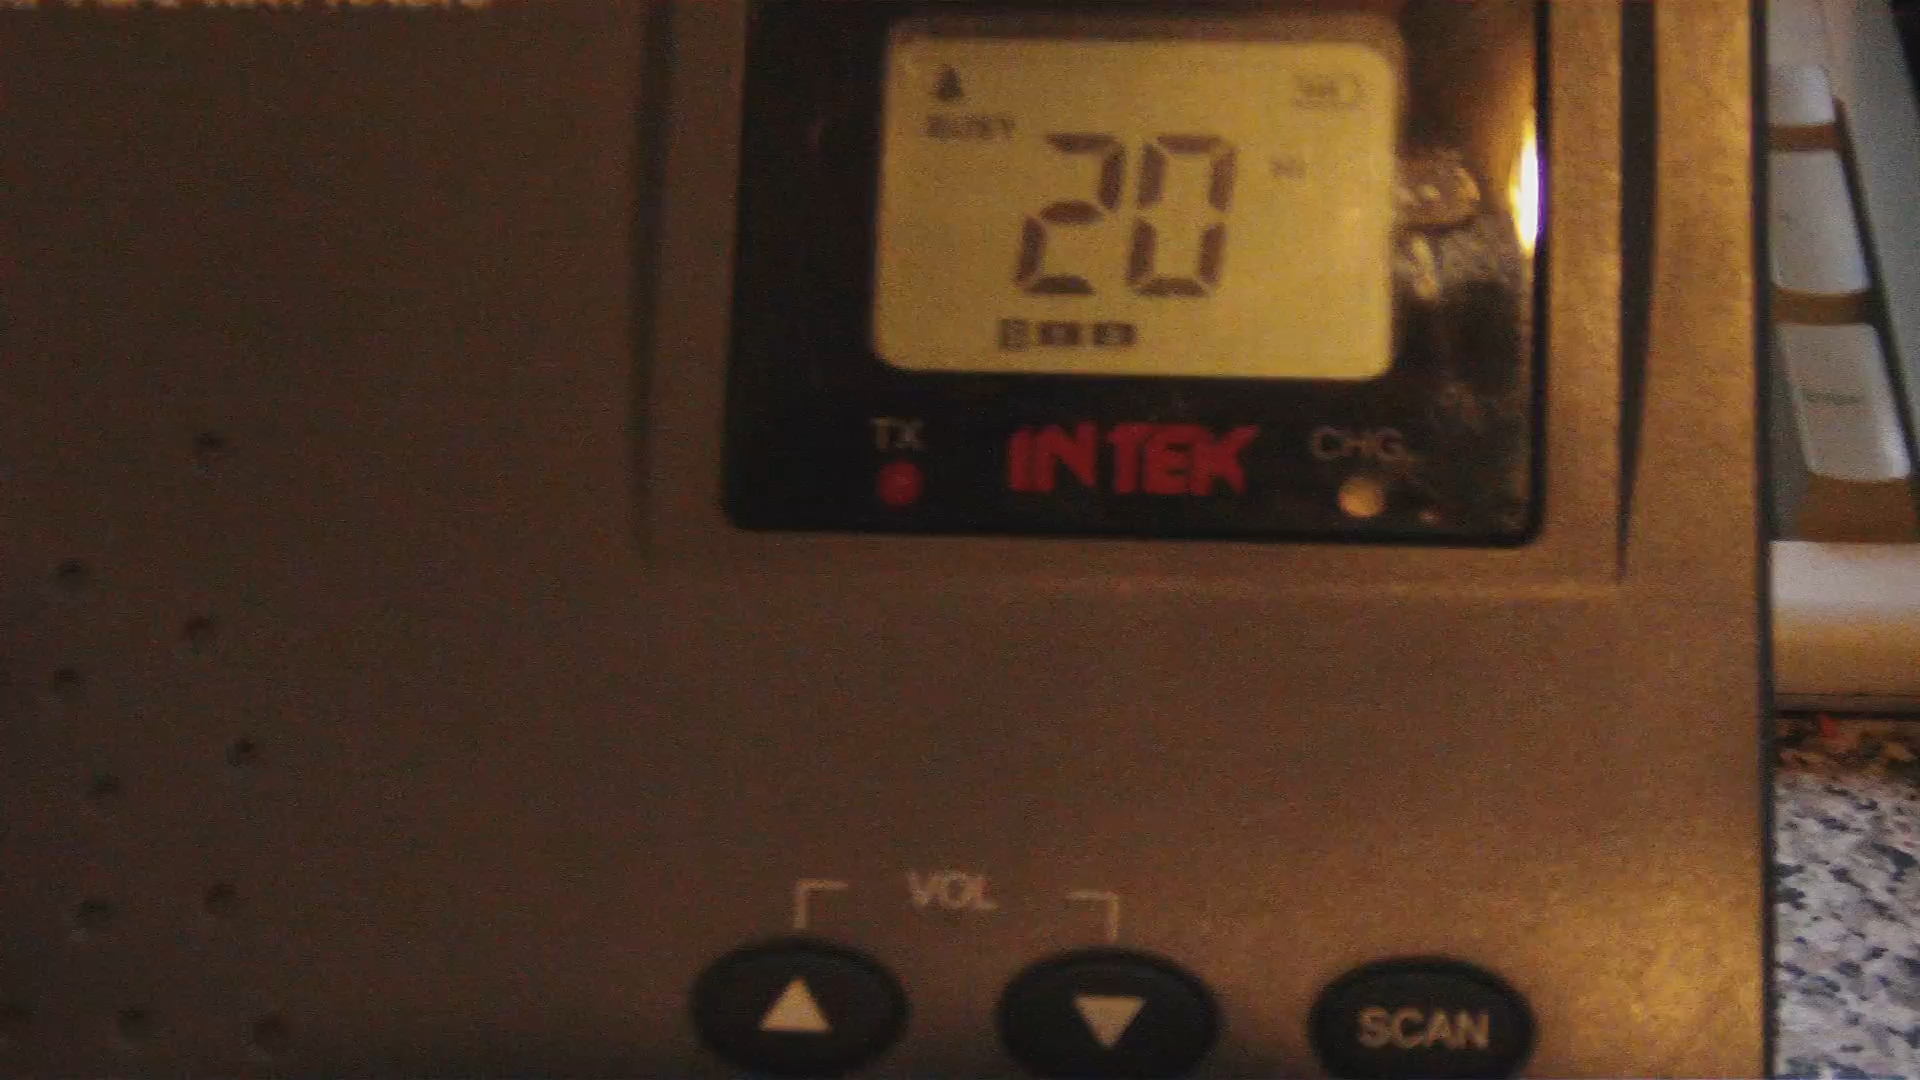 BUSY
20
TX
INTEK
CHG.
VOL
SCAN